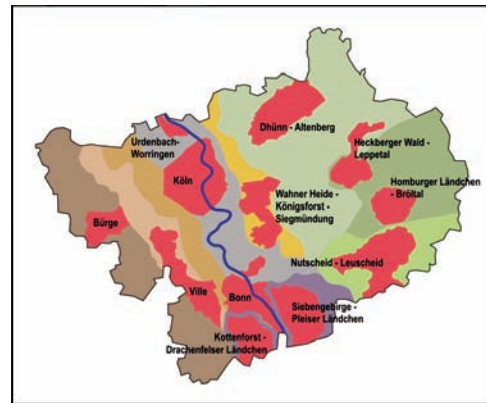 Dhünn - Altenberg
Urdenbach-
Worringen
Heckberger Wald -
Leppetal
Köln
Homburger Ländchen
- Bröltal
Wahner Heide -
Königsforst -
Siegmündung
Bürge
Nutscheid - Leuscheid
Ville
Bonn
Siebengebirge -
Pleiser Ländchen
Kottenforst -
Drachenfelser Ländchen